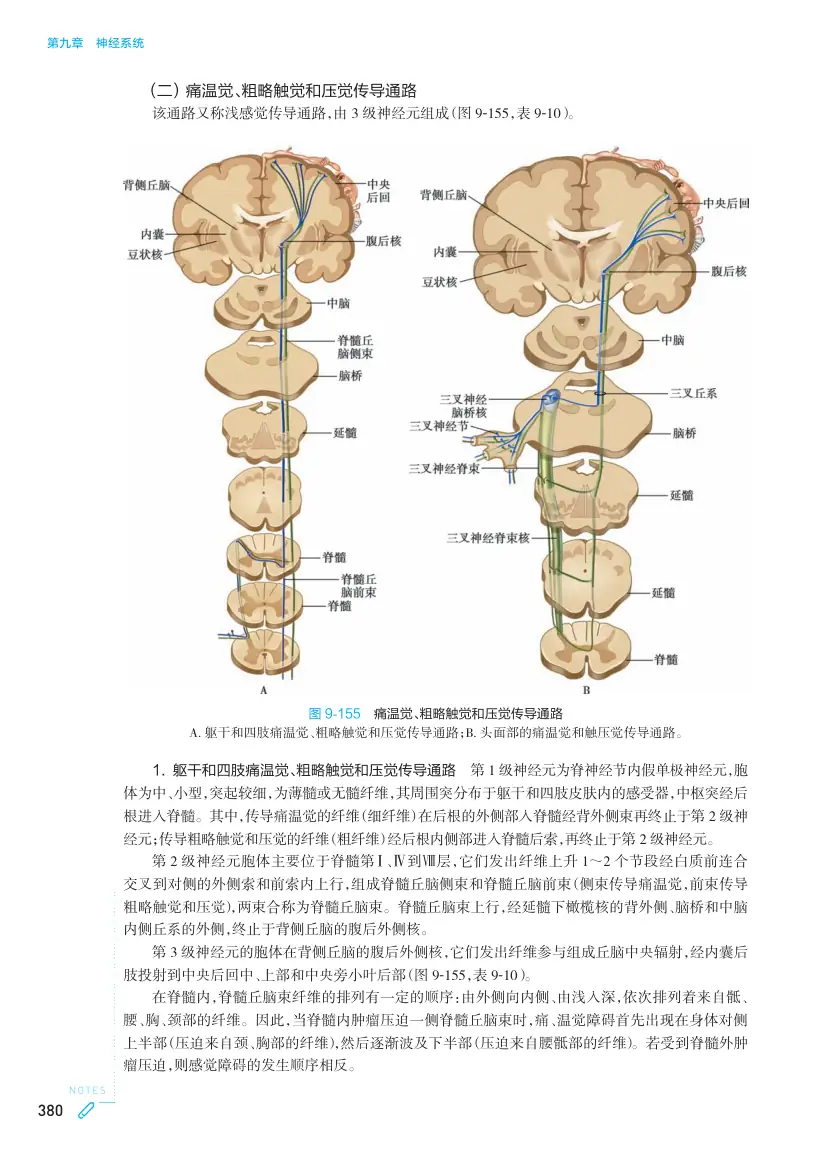 第九章 神经系统
（二）痛温觉、粗略触觉和压觉传导通路
该通路又称浅感觉传导通路，由 3 级神经元组成（图 9-155，表 9-10）。
背侧丘脑
内囊
豆状核
中央
后回
腹后核
中脑
脊髓丘
脑侧束
脑桥
延髓
脊髓
脊髓丘
脑前束
脊髓
A
背侧丘脑
内囊
豆状核
中央后回
腹后核
中脑
三叉神经
脑桥核
三叉神经节
三叉神经脊束
三叉丘系
脑桥
延髓
三叉神经脊束核
延髓
脊髓
B
图 9-155 痛温觉、粗略触觉和压觉传导通路
A. 躯干和四肢痛温觉、粗略触觉和压觉传导通路；B. 头面部的痛温觉和触压觉传导通路。
1. 躯干和四肢痛温觉、粗略触觉和压觉传导通路 第 1 级神经元为脊神经节内假单极神经元，胞
体为中、小型，突起较细，为薄髓或无髓纤维，其周围突分布于躯干和四肢皮肤内的感受器，中枢突经后
根进入脊髓。其中，传导痛温觉的纤维（细纤维）在后根的外侧部入脊髓经背外侧束再终止于第 2 级神
经元；传导粗略触觉和压觉的纤维（粗纤维）经后根内侧部进入脊髓后索，再终止于第 2 级神经元。
第 2 级神经元胞体主要位于脊髓第Ⅰ、Ⅳ到Ⅷ层，它们发出纤维上升 1～2 个节段经白质前连合
交叉到对侧的外侧索和前索内上行，组成脊髓丘脑侧束和脊髓丘脑前束（侧束传导痛温觉，前束传导
粗略触觉和压觉），两束合称为脊髓丘脑束。脊髓丘脑束上行，经延髓下橄榄核的背外侧、脑桥和中脑
内侧丘系的外侧，终止于背侧丘脑的腹后外侧核。
第 3 级神经元的胞体在背侧丘脑的腹后外侧核，它们发出纤维参与组成丘脑中央辐射，经内囊后
肢投射到中央后回中、上部和中央旁小叶后部（图 9-155，表 9-10）。
在脊髓内，脊髓丘脑束纤维的排列有一定的顺序：由外侧向内侧、由浅入深，依次排列着来自骶、
腰、胸、颈部的纤维。因此，当脊髓内肿瘤压迫一侧脊髓丘脑束时，痛、温觉障碍首先出现在身体对侧
上半部（压迫来自颈、胸部的纤维），然后逐渐波及下半部（压迫来自腰骶部的纤维）。若受到脊髓外肿
瘤压迫，则感觉障碍的发生顺序相反。
NOTES
380